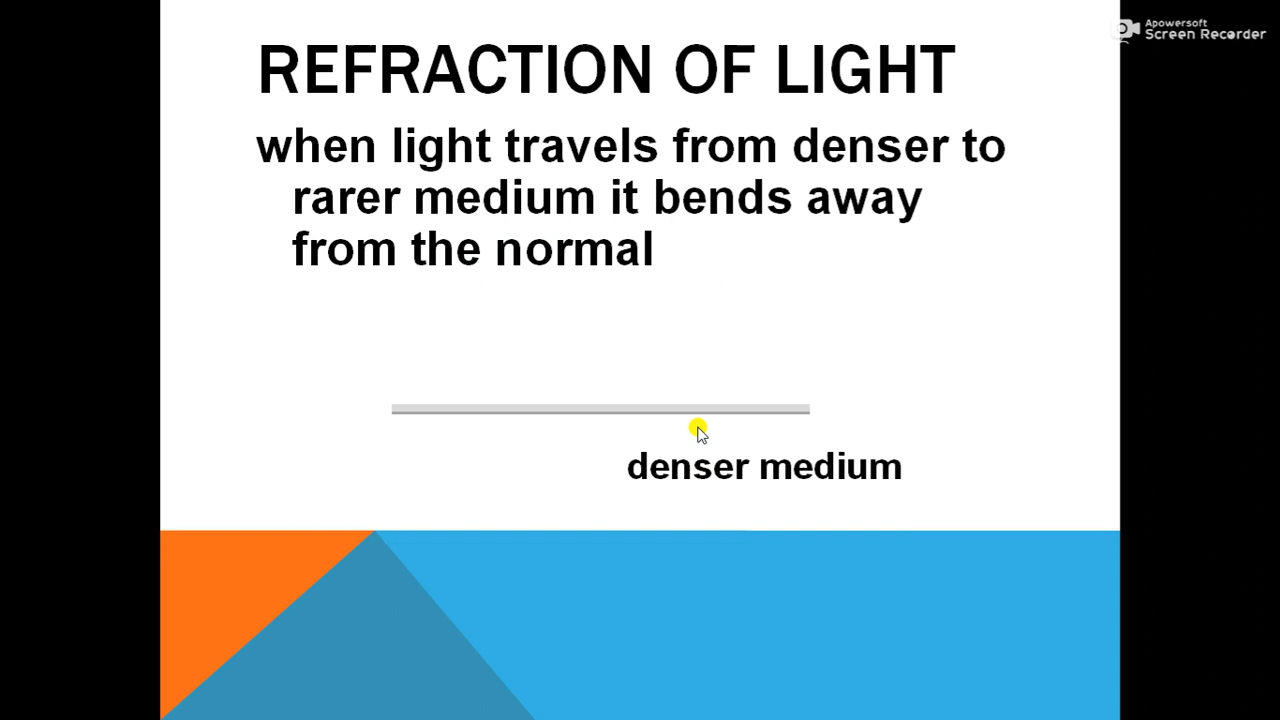 Apowersoft
Screen Recorder
REFRACTION OF LIGHT
when light travels from denser to
rarer medium it bends away
from the normal
denser medium